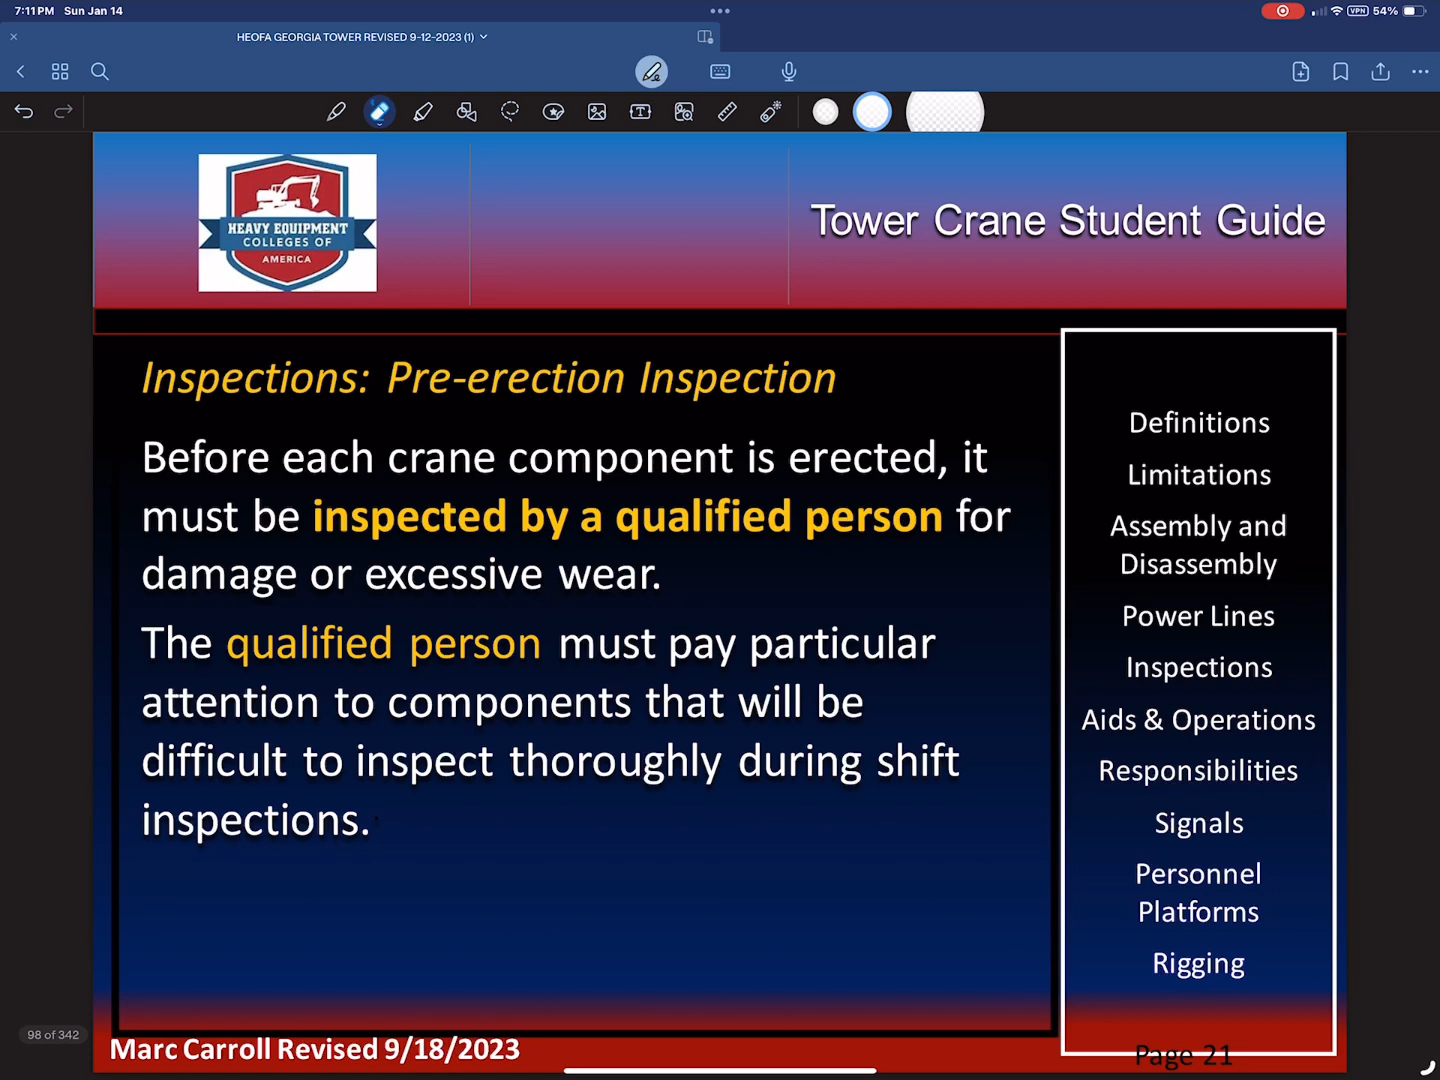 7:11 PM Sun Jan 14
VPN 54%
HEOFA GEORGIA TOWER REVISED 9-12-2023 (1)
HEAVY EQUIPMENT
COLLEGES OF
AMERICA
Tower Crane Student Guide
Inspections: Pre-erection Inspection
Before each crane component is erected, it
must be inspected by a qualified person for
damage or excessive wear.
The qualified person must pay particular
attention to components that will be
difficult to inspect thoroughly during shift
inspections.
Definitions
Limitations
Assembly and
Disassembly
Power Lines
Inspections
Aids & Operations
Responsibilities
Signals
Personnel
Platforms
Rigging
98 of 342
Marc Carroll Revised 9/18/2023
Page 21